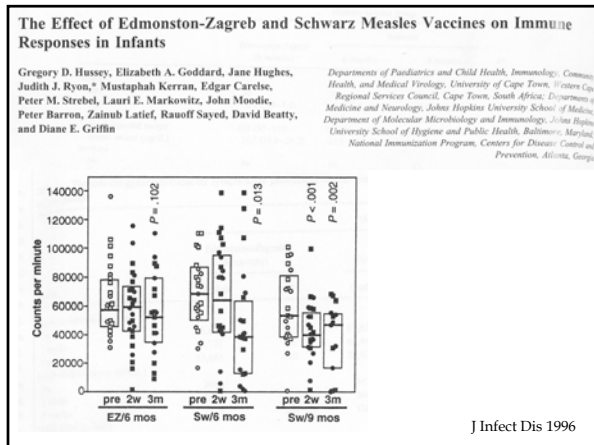 The Effect of Edmonston-Zagreb and Schwarz Measles Vaccines on Immune
Responses in Infants
Gregory D. Hussey, Elizabeth A. Goddard, Jane Hughes,
Judith J. Ryon,* Mustaphah Kerran, Edgar Carelse,
Peter M. Strebel, Lauri E. Markowitz, John Moodie,
Peter Barron, Zainub Latief, Rauoff Sayed, David Beatty,
and Diane E. Griffin
Departments of Paediatrics and Child Health, Immunology,
Health, and Medical Virology, University of Cape Town, Western
Regional Services Council, Cape Town, South Africa; Departments of
Medicine and Neurology, Johns Hopkins University School of Medicine,
Department of Molecular Microbiology and Immunology, Johns Hopkins
University School of Hygiene and Public Health, Baltimore, Maryland;
National Immunization Program, Centers for Disease Control and
Prevention, Atlanta, Georgia
Counts per minute
140000
120000
100000
80000
60000
40000
20000
0
P = .102
P = .013
P < .001
P = .002
pre 2w 3m
EZ/6 mos
pre 2w 3m
Sw/6 mos
pre 2w 3m
Sw/9 mos
J Infect Dis 1996